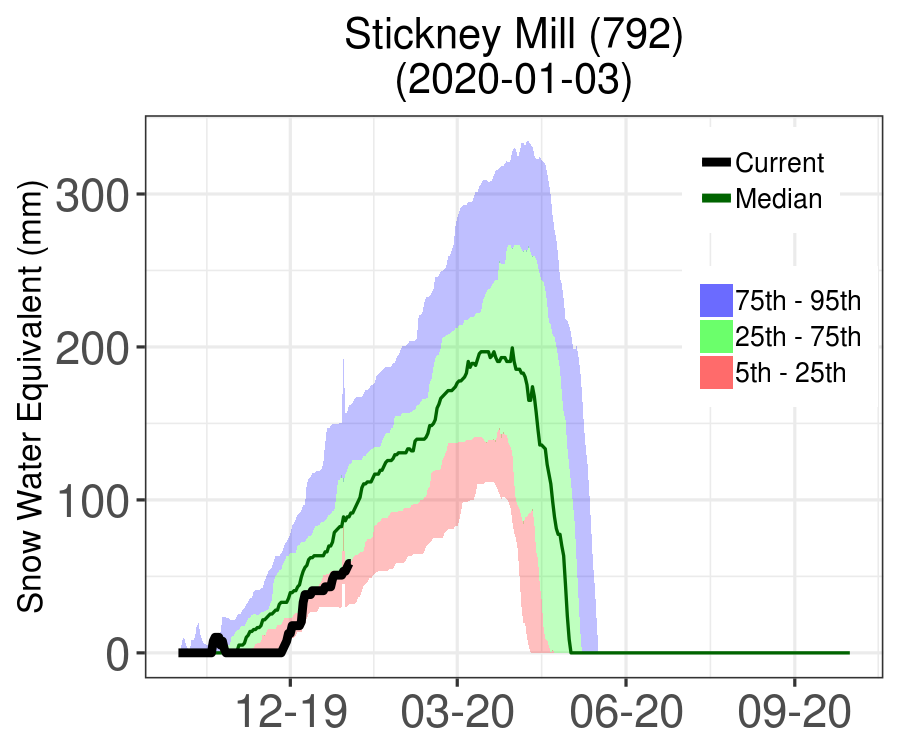 Stickney Mill (792)
(2020-01-03)
Snow Water Equivalent (mm)
300
200
100
0
12-19
03-20
06-20
09-20
Current
Median
75th - 95th
25th - 75th
5th - 25th